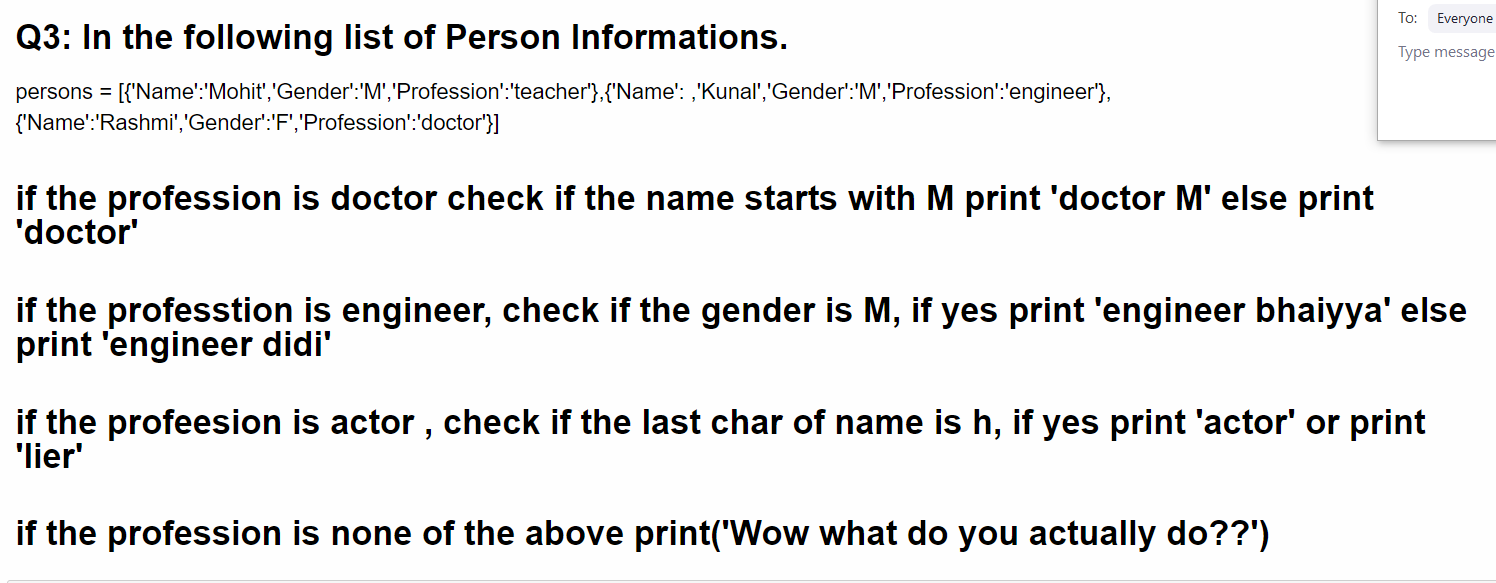 Q3: In the following list of Person Informations.
To: Everyone
Type message
persons = [{'Name':'Mohit','Gender':'M','Profession':'teacher'},{'Name': ,'Kunal','Gender':'M','Profession':'engineer'},
{'Name':'Rashmi','Gender':'F','Profession':'doctor'}]
if the profession is doctor check if the name starts with M print 'doctor M' else print
'doctor'
if the professtion is engineer, check if the gender is M, if yes print 'engineer bhaiyya' else
print 'engineer didi'
if the profeesion is actor , check if the last char of name is h, if yes print 'actor' or print
'lier'
if the profession is none of the above print('Wow what do you actually do??')